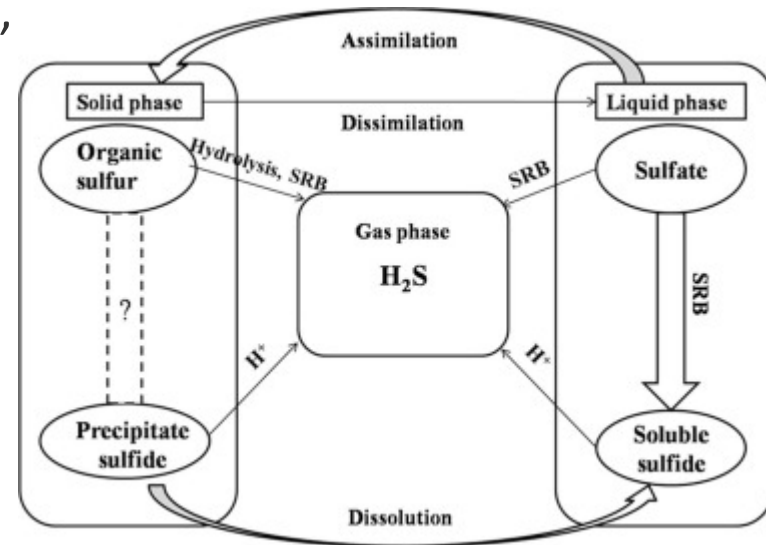 ,
Assimilation
Solid phase
Liquid phase
Dissimilation
Organic
sulfur
Hydrolysis, SRB
SRB
Sulfate
Gas phase
H₂S
?
SRB
H⁺
H⁺
Precipitate
sulfide
Soluble
sulfide
Dissolution